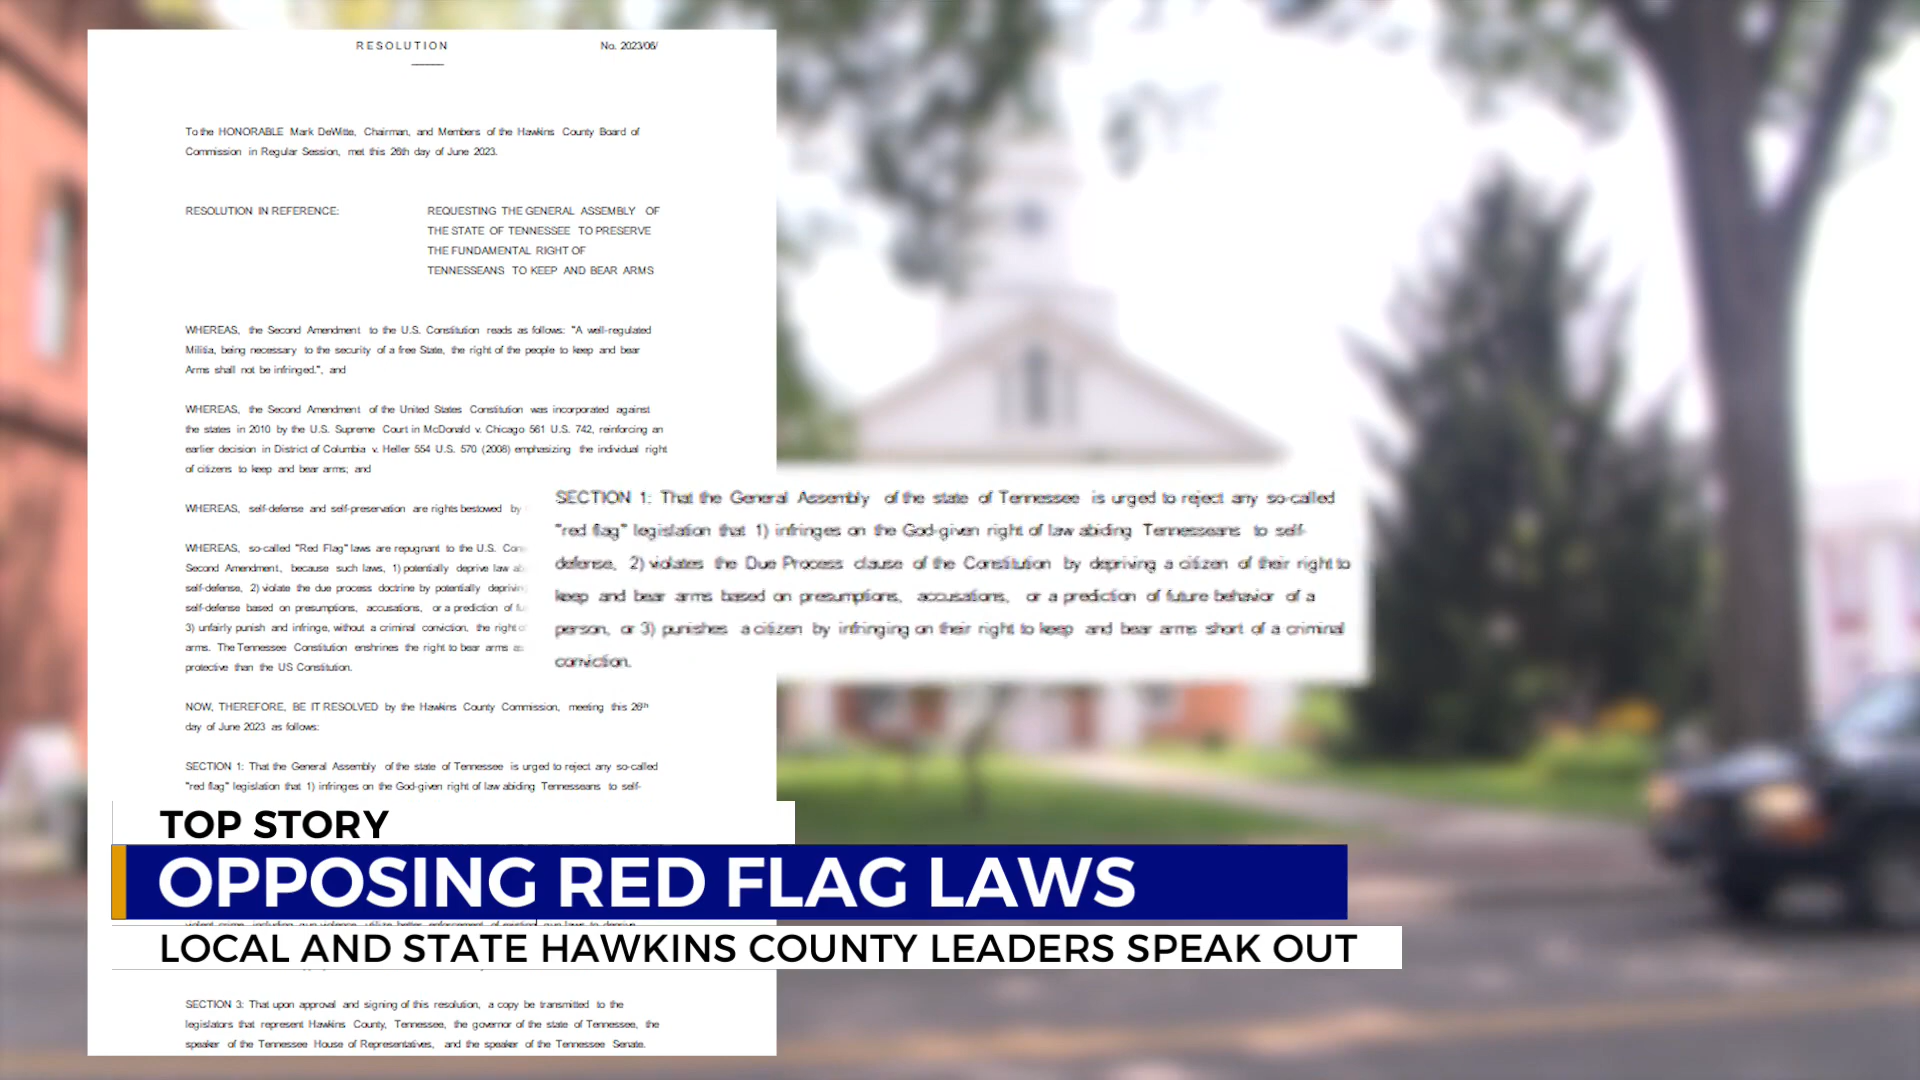 RESOLUTION
No. 2023/06/
To the HONORABLE Mark DeWitte, Chairman, and Members of the Hawkins County Board of
Commission in Regular Session, met this 26th day of June 2023.
RESOLUTION IN REFERENCE:
REQUESTING THE GENERAL ASSEMBLY OF
THE STATE OF TENNESSEE TO PRESERVE
THE FUNDAMENTAL RIGHT OF
TENNESSEANS TO KEEP AND BEAR ARMS
WHEREAS, the Second Amendment to the U.S. Constitution reads as follows: "A well-regulated
Militia, being necessary to the security of a free State, the right of the people to keep and bear
Arms shall not be infringed.", and
WHEREAS, the Second Amendment of the United States Constitution was incorporated against
the states in 2010 by the U.S. Supreme Court in McDonald v. Chicago 561 U.S. 742, reinforcing an
earlier decision in District of Columbia v. Heller 554 U.S. 570 (2008) emphasizing the individual right
of citizens to keep and bear arms; and
WHEREAS, self-defense and self-preservation are rights bestowed by
WHEREAS, so-called "Red Flag" laws are repugnant to the U.S.
Second Amendment, because such laws, 1) potentially deprive law
self-defense, 2) violate the due process doctrine by potentially
self-defense based on presumptions, accusations, or a prediction of
3) unfairly punish and infringe, without a criminal conviction, the right
arms. The Tennessee Constitution enshrines the right to bear arms
protective than the US Constitution.
NOW, THEREFORE, BE IT RESOLVED by the Hawkins County Commission, meeting this 26th
day of June 2023 as follows:
SECTION 1: That the General Assembly of the state of Tennessee is urged to reject any so-called
"red flag" legislation that 1) infringes on the God-given right of law abiding Tennesseans to self-
SECTION 1: That the General Assembly of the state of Tennessee is urged to reject any so-called
"red flag" legislation that 1) infringes on the God-given right of law abiding Tennesseans to self-
defense, 2) violates the Due Process clause of the Constitution by depriving a citizen of their right to
keep and bear arms based on presumptions, accusations, or a prediction of future behavior of a
person, or 3) punishes a citizen by infringing on their right to keep and bear arms short of a criminal
conviction.
TOP STORY
OPPOSING RED FLAG LAWS
LOCAL AND STATE HAWKINS COUNTY LEADERS SPEAK OUT
SECTION 3: That upon approval and signing of this resolution, a copy be transmitted to the
legislators that represent Hawkins County, Tennessee, the governor of the state of Tennessee, the
speaker of the Tennessee House of Representatives, and the speaker of the Tennessee Senate.